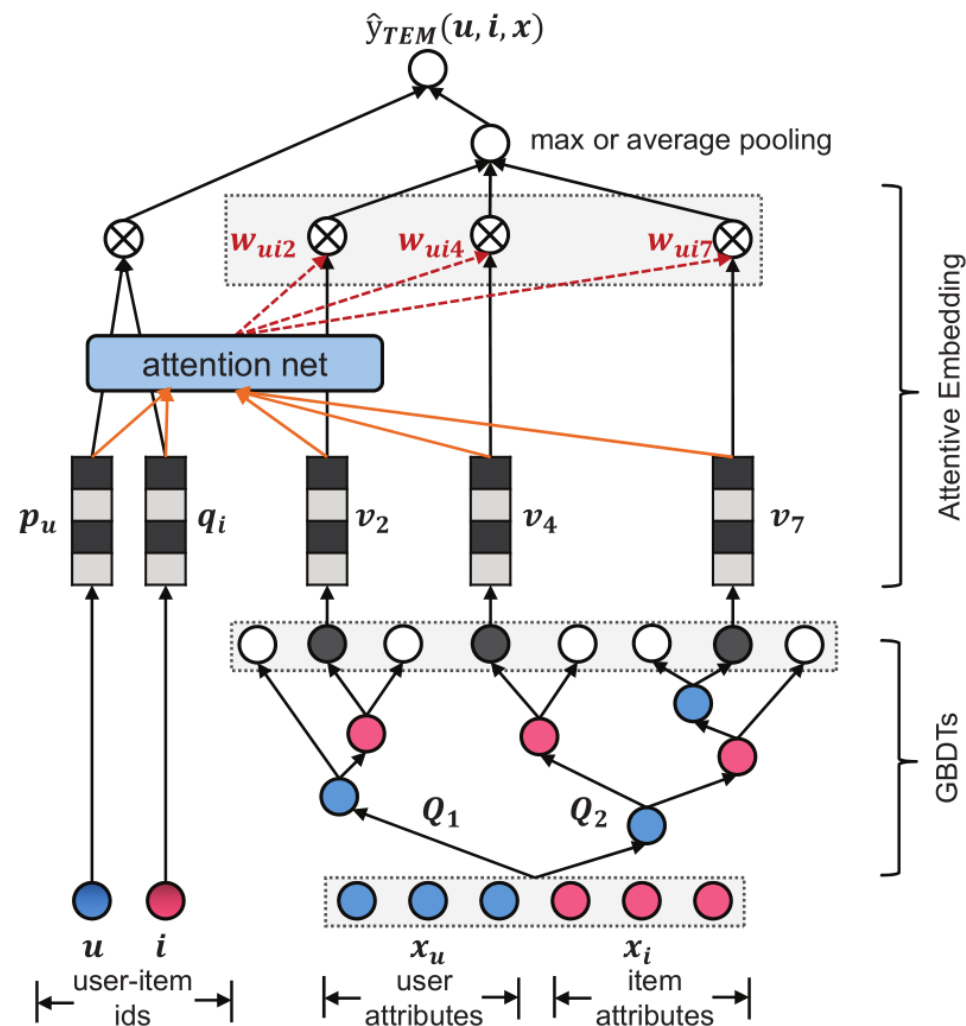 ŷ_TEM(u, i, x)
max or average pooling
w_ui2
w_ui4
w_ui7
attention net
Attentive Embedding
p_u
q_i
v_2
v_4
v_7
GBDTs
Q_1
Q_2
u
i
x_u
x_i
user-item
ids
user
attributes
item
attributes